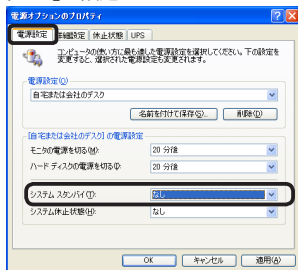 電源オプションのプロパティ
電源設定 詳細設定 休止状態 UPS
コンピュータの使い方に最も適した電源設定を選択してください。下の設定を
変更すると、選択された電源設定も変更されます。
電源設定(C)
自宅または会社のデスク
名前を付けて保存(S)... 削除(D)
[自宅または会社のデスク] の電源設定
モニタの電源を切る(M): 20 分後
ハード ディスクの電源を切る(I): 20 分後
システム スタンバイ(T): なし
システム休止状態(H): なし
OK キャンセル 適用(A)